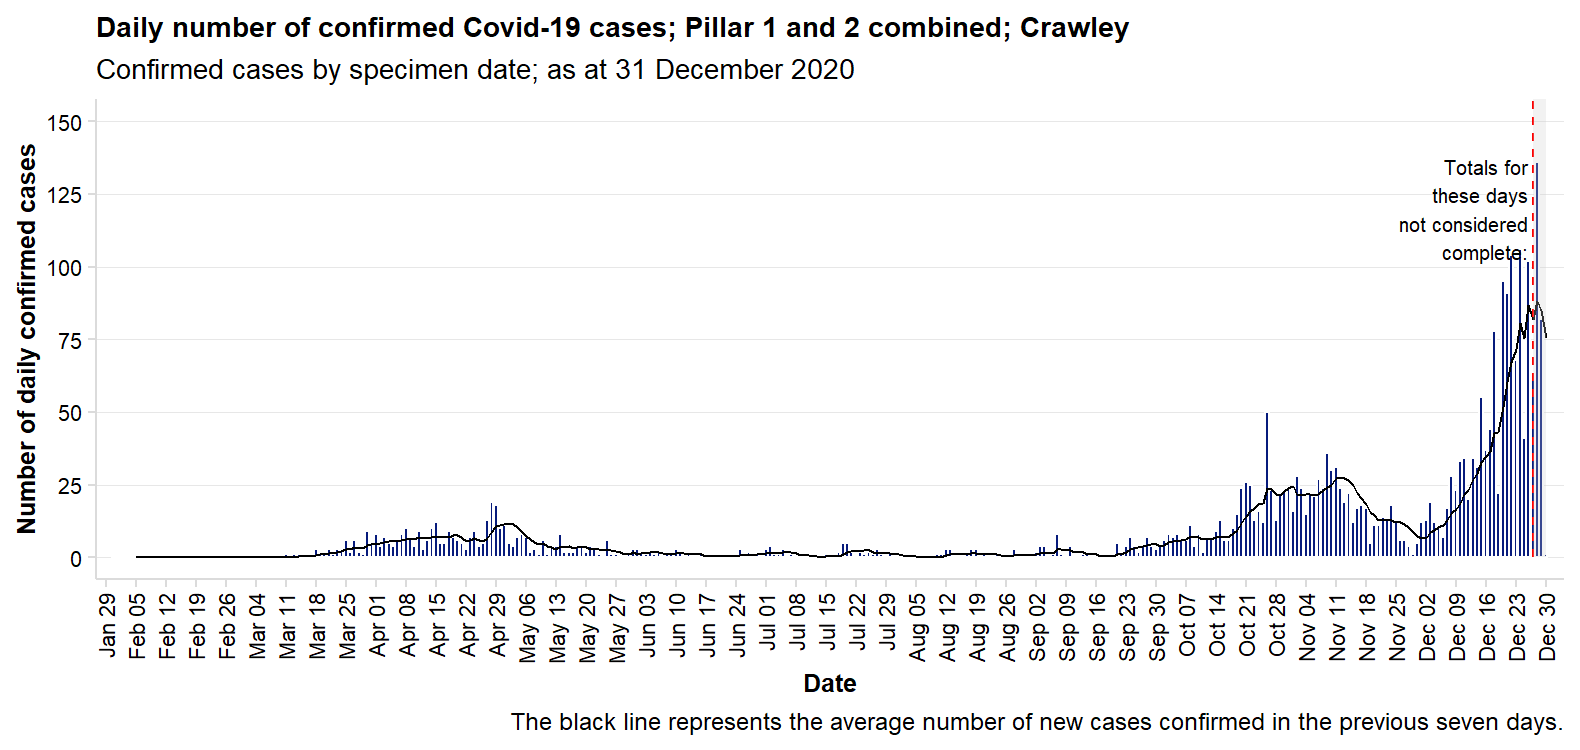 Daily number of confirmed Covid-19 cases; Pillar 1 and 2 combined; Crawley
Confirmed cases by specimen date; as at 31 December 2020
Number of daily confirmed cases
150
125
100
75
50
25
0
Totals for
these days
not considered
complete.
Jan 29
Feb 05
Feb 12
Feb 19
Feb 26
Mar 04
Mar 11
Mar 18
Mar 25
Apr 01
Apr 08
Apr 15
Apr 22
Apr 29
May 06
May 13
May 20
May 27
Jun 03
Jun 10
Jun 17
Jun 24
Jul 01
Jul 08
Jul 15
Jul 22
Jul 29
Aug 05
Aug 12
Aug 19
Aug 26
Sep 02
Sep 09
Sep 16
Sep 23
Sep 30
Oct 07
Oct 14
Oct 21
Oct 28
Nov 04
Nov 11
Nov 18
Nov 25
Dec 02
Dec 09
Dec 16
Dec 23
Dec 30
Date
The black line represents the average number of new cases confirmed in the previous seven days.